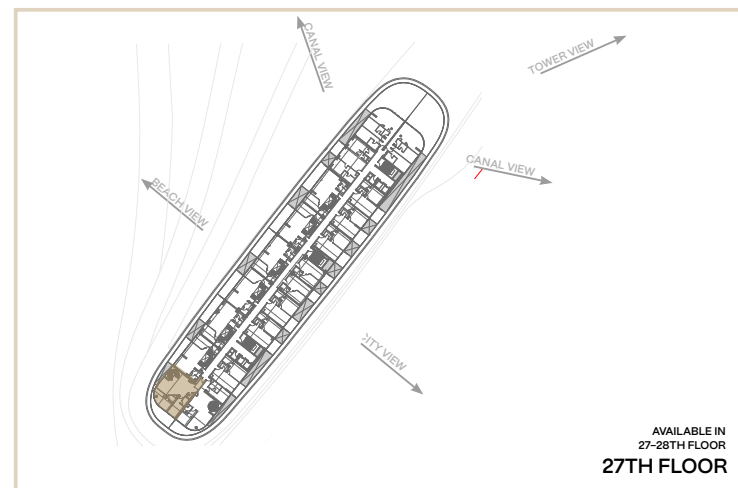 CANAL VIEW
TOWER VIEW
CANAL VIEW
BEACH VIEW
CITY VIEW
AVAILABLE IN
27–28TH FLOOR
27TH FLOOR